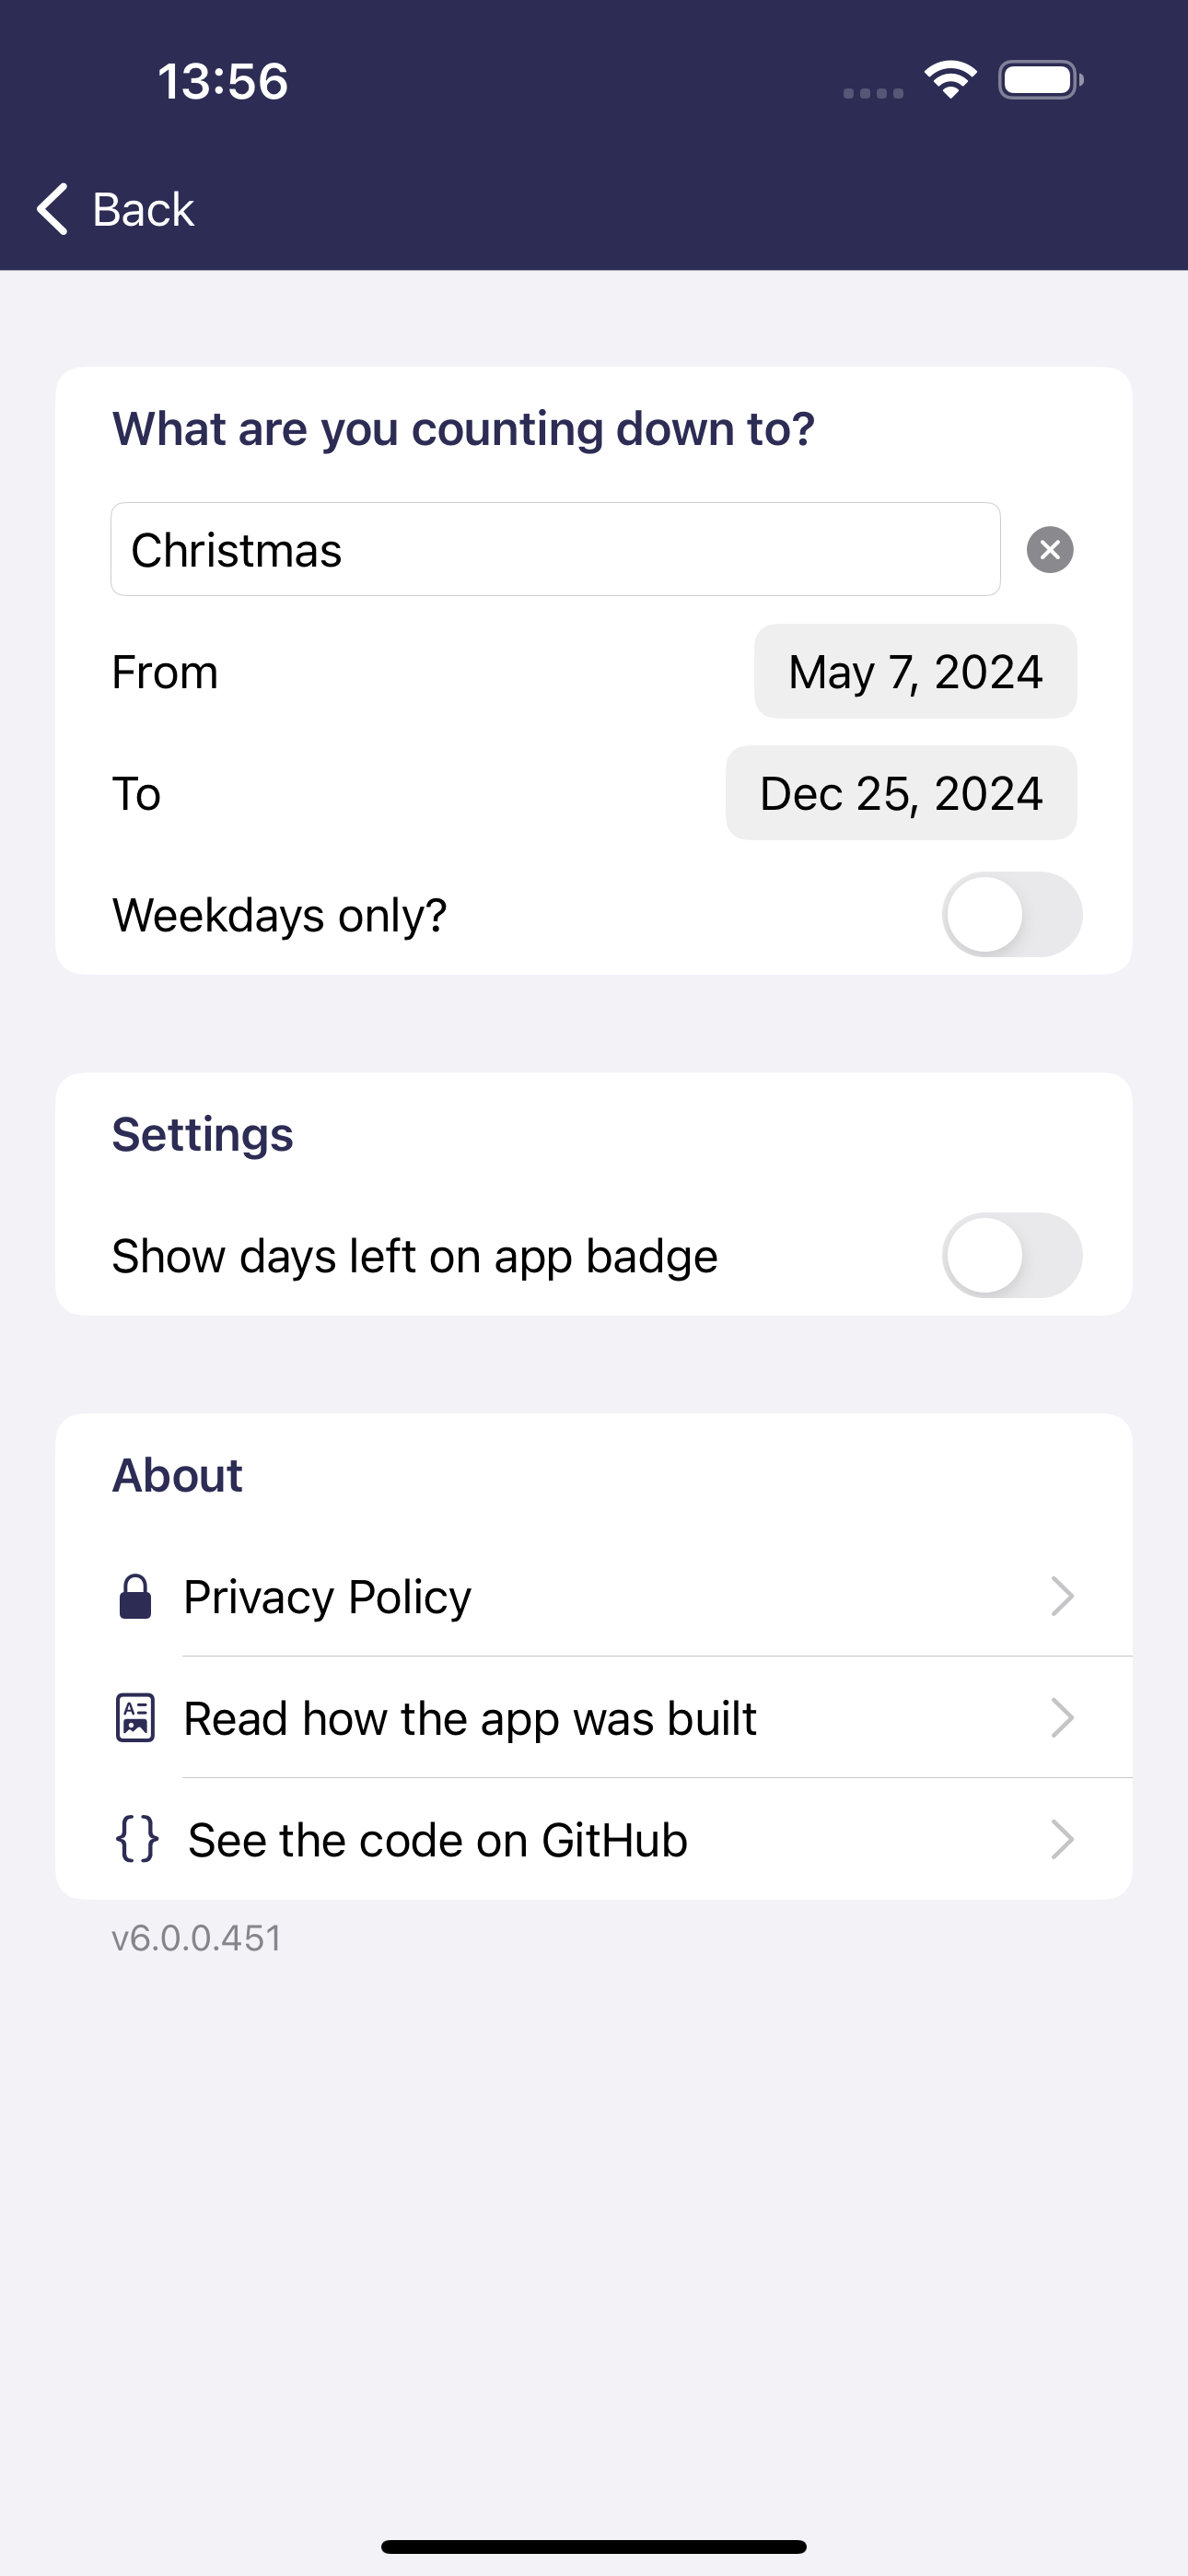 13:56
Back
What are you counting down to?
Christmas
From
May 7, 2024
To
Dec 25, 2024
Weekdays only?
Settings
Show days left on app badge
About
Privacy Policy
Read how the app was built
{} See the code on GitHub
v6.0.0.451